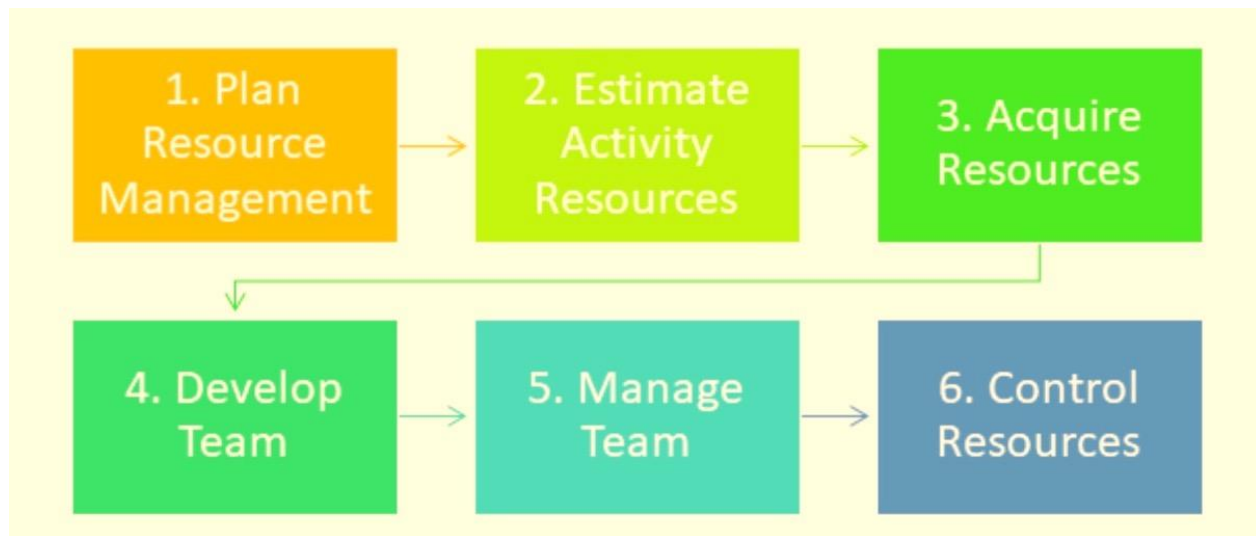 1. Plan
Resource
Management
2. Estimate
Activity
Resources
3. Acquire
Resources
4. Develop
Team
5. Manage
Team
6. Control
Resources